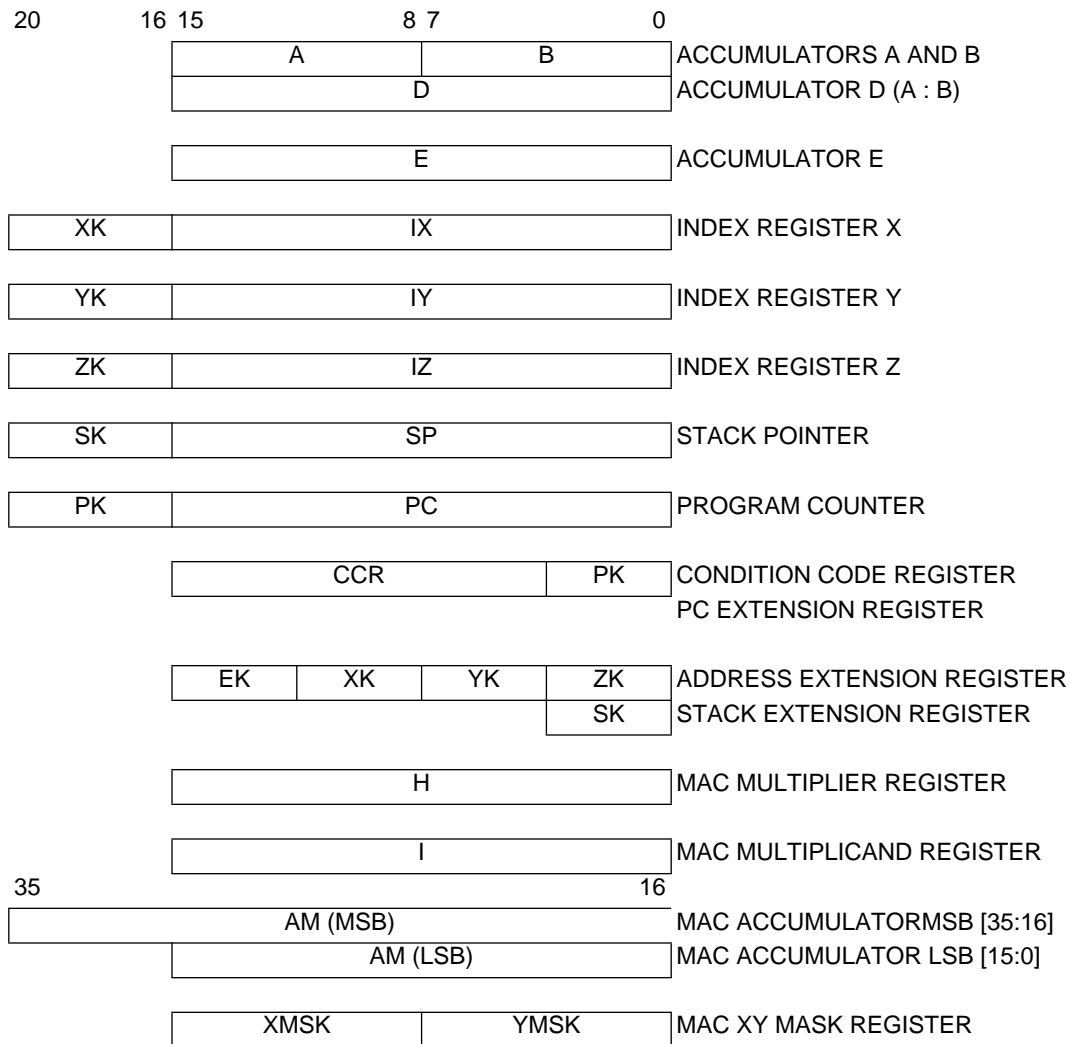 20 16 15 8 7 0
A B ACCUMULATORS A AND B
D ACCUMULATOR D (A : B)
E ACCUMULATOR E
XK IX INDEX REGISTER X
YK IY INDEX REGISTER Y
ZK IZ INDEX REGISTER Z
SK SP STACK POINTER
PK PC PROGRAM COUNTER
CCR PK CONDITION CODE REGISTER
PC EXTENSION REGISTER
EK XK YK ZK ADDRESS EXTENSION REGISTER
SK STACK EXTENSION REGISTER
H MAC MULTIPLIER REGISTER
I MAC MULTIPLICAND REGISTER
35 16
AM (MSB) MAC ACCUMULATORMSB [35:16]
AM (LSB) MAC ACCUMULATOR LSB [15:0]
XMSK YMSK MAC XY MASK REGISTER